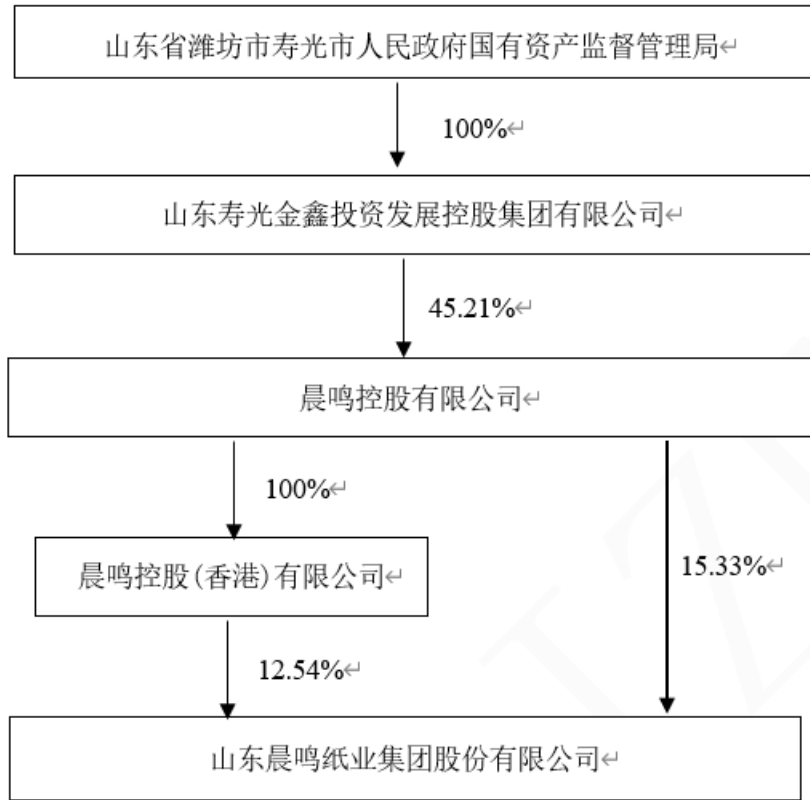 山东省潍坊市寿光市人民政府国有资产监督管理局↵
100%↵
山东寿光金鑫投资发展控股集团有限公司↵
45.21%↵
晨鸣控股有限公司↵
100%↵
晨鸣控股(香港)有限公司↵
15.33%↵
12.54%↵
山东晨鸣纸业集团股份有限公司↵